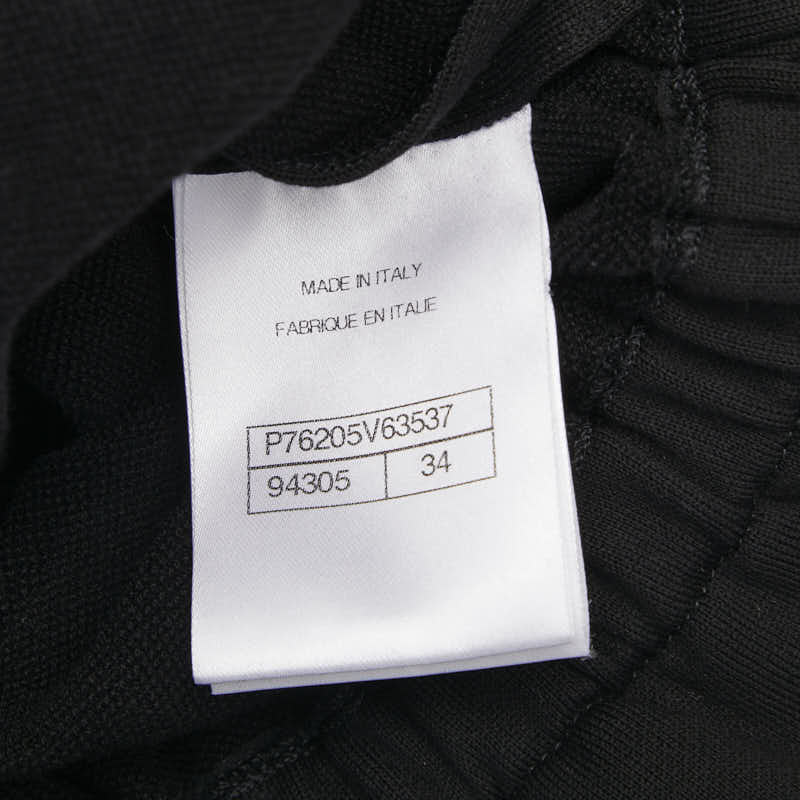 MADE IN ITALY
FABRIQUE EN ITALIE
P76205V63537
94305 34